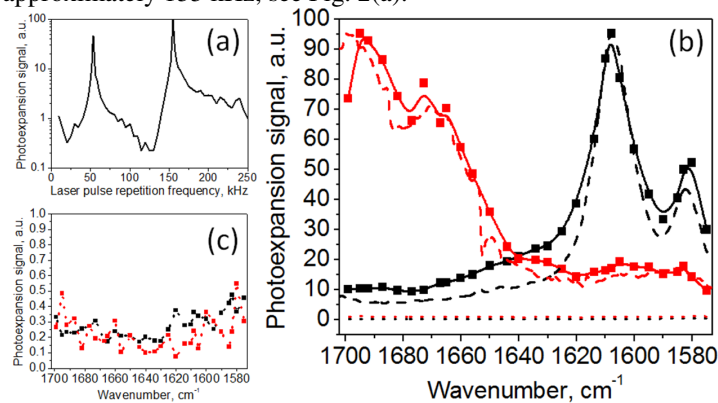 approximately kHz, see Fig. 2(a).
(a)
Photoexpansion signal, a.u.
100
10
1
0.1
0 50 100 150 200 250
Laser pulse repetition frequency, kHz
(c)
Photoexpansion signal, a.u.
1.0
0.9
0.8
0.7
0.6
0.5
0.4
0.3
0.2
0.1
0.0
1700 1680 1660 1640 1620 1600 1580
Wavenumber, cm⁻¹
(b)
Photoexpansion signal, a.u.
100
90
80
70
60
50
40
30
20
10
0
1700 1680 1660 1640 1620 1600 1580
Wavenumber, cm⁻¹